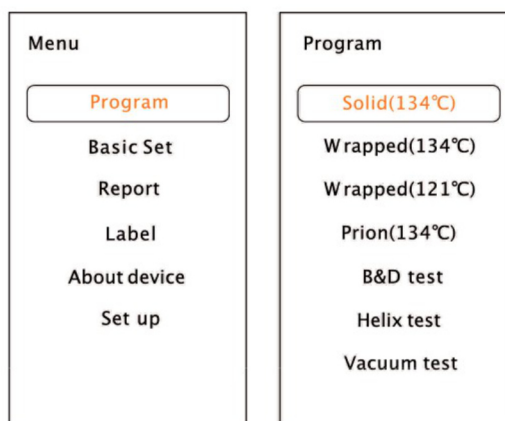 Menu
Program
Basic Set
Report
Label
About device
Set up
Program
Solid(134℃)
Wrapped(134℃)
Wrapped(121℃)
Prion(134℃)
B&D test
Helix test
Vacuum test